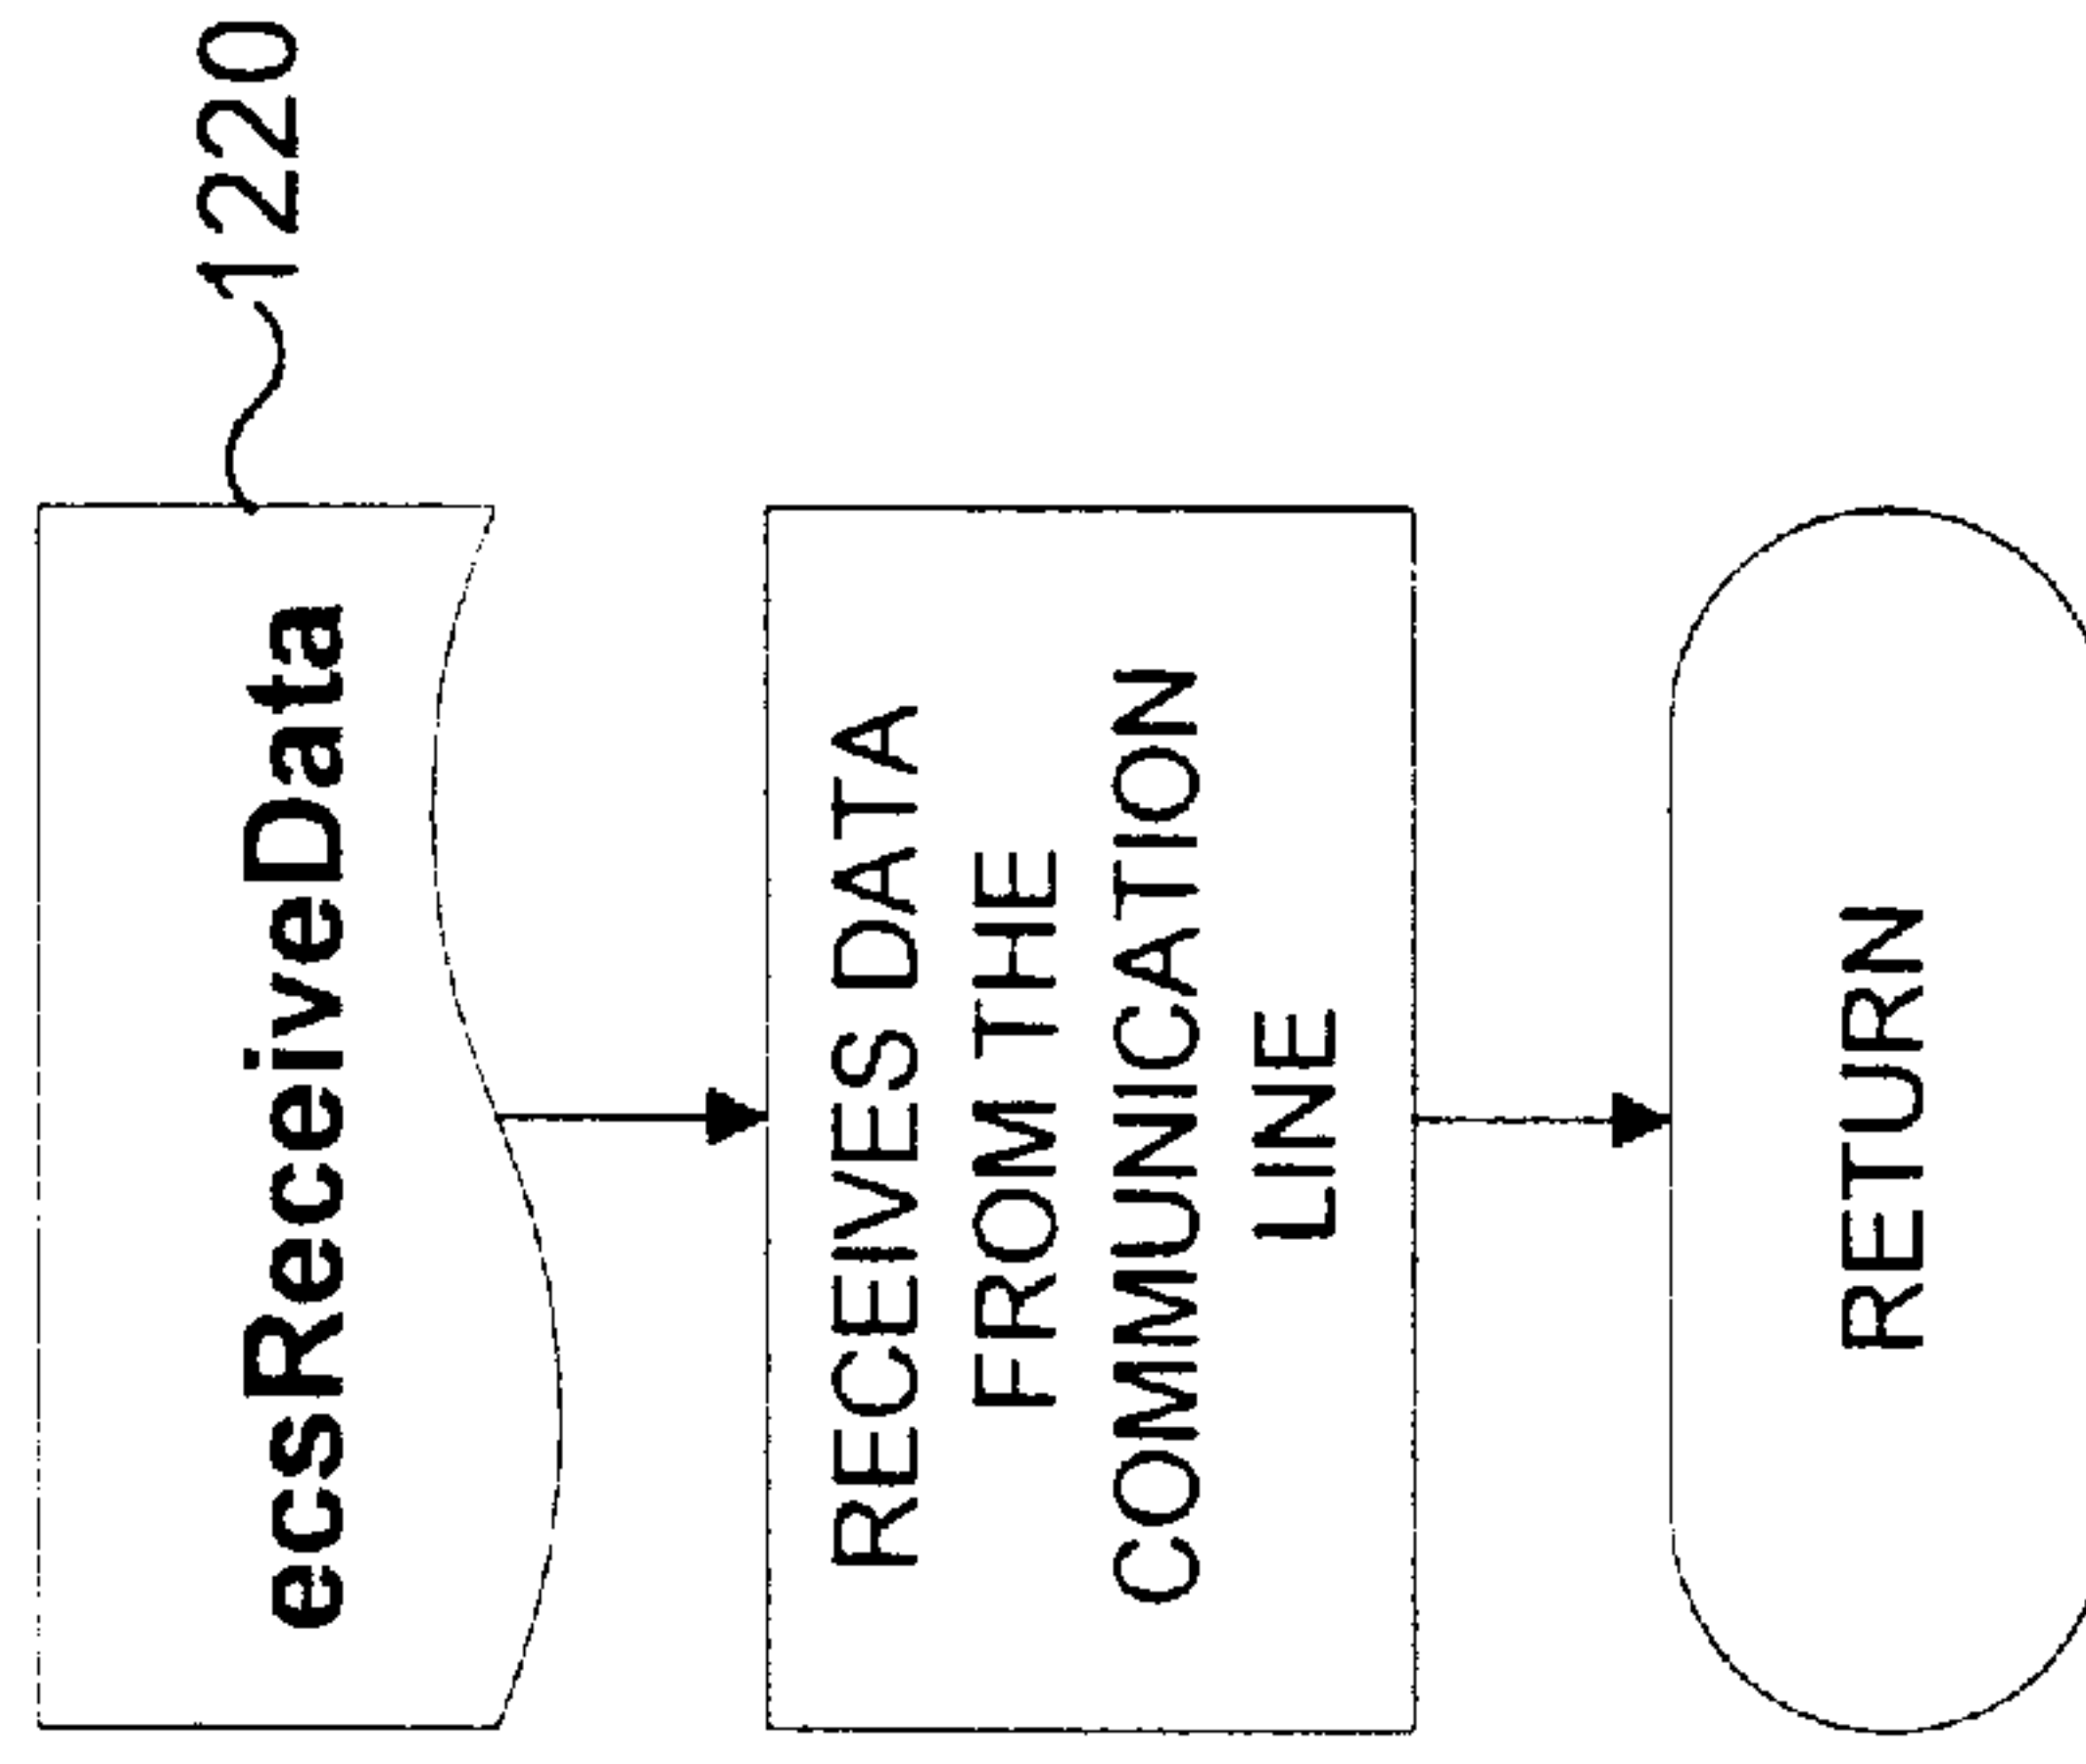 1220
ecsReceiveData
RECEIVES DATA
FROM THE
COMMUNICATION
LINE
RETURN